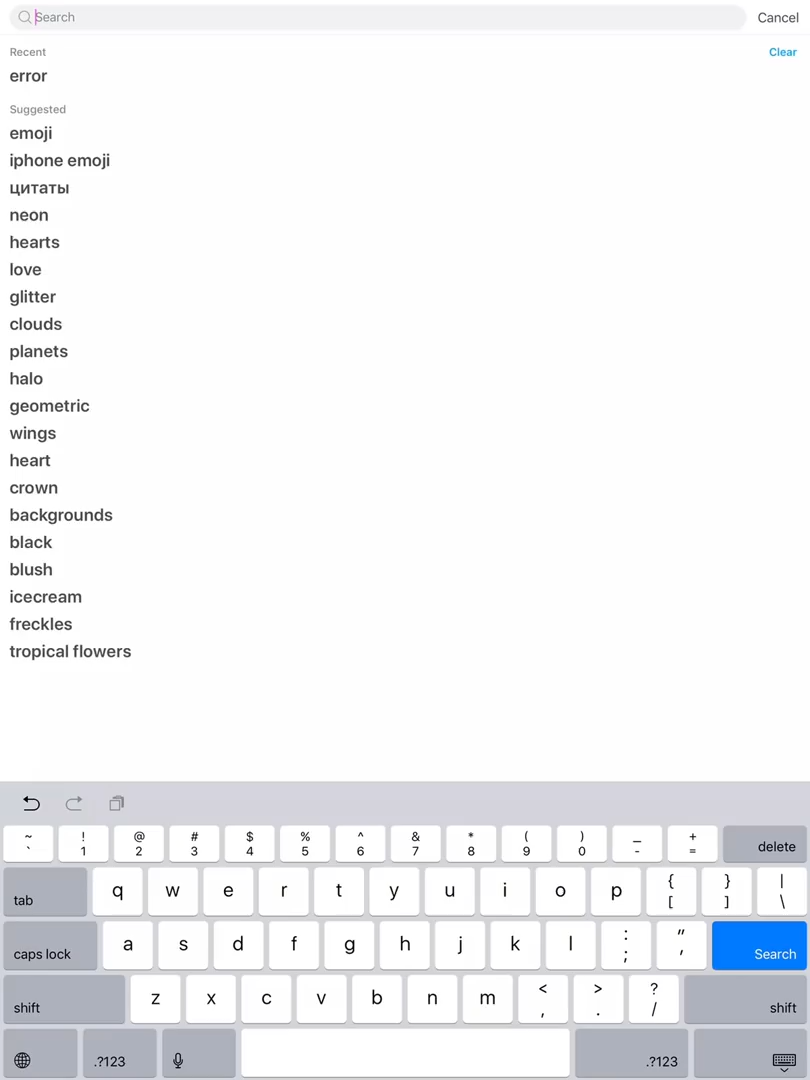 Search Cancel
Recent Clear
error
Suggested
emoji
iphone emoji
цитаты
neon
hearts
love
glitter
clouds
planets
halo
geometric
wings
heart
crown
backgrounds
black
blush
icecream
freckles
tropical flowers
~ ! @ # $ % ^ & * ( ) _ +
` 1 2 3 4 5 6 7 8 9 0 - = delete
tab q w e r t y u i o p { [ } ] | \
caps lock a s d f g h j k l : ; " ' Search
shift z x c v b n m < , > . ? / shift
.?123 .?123